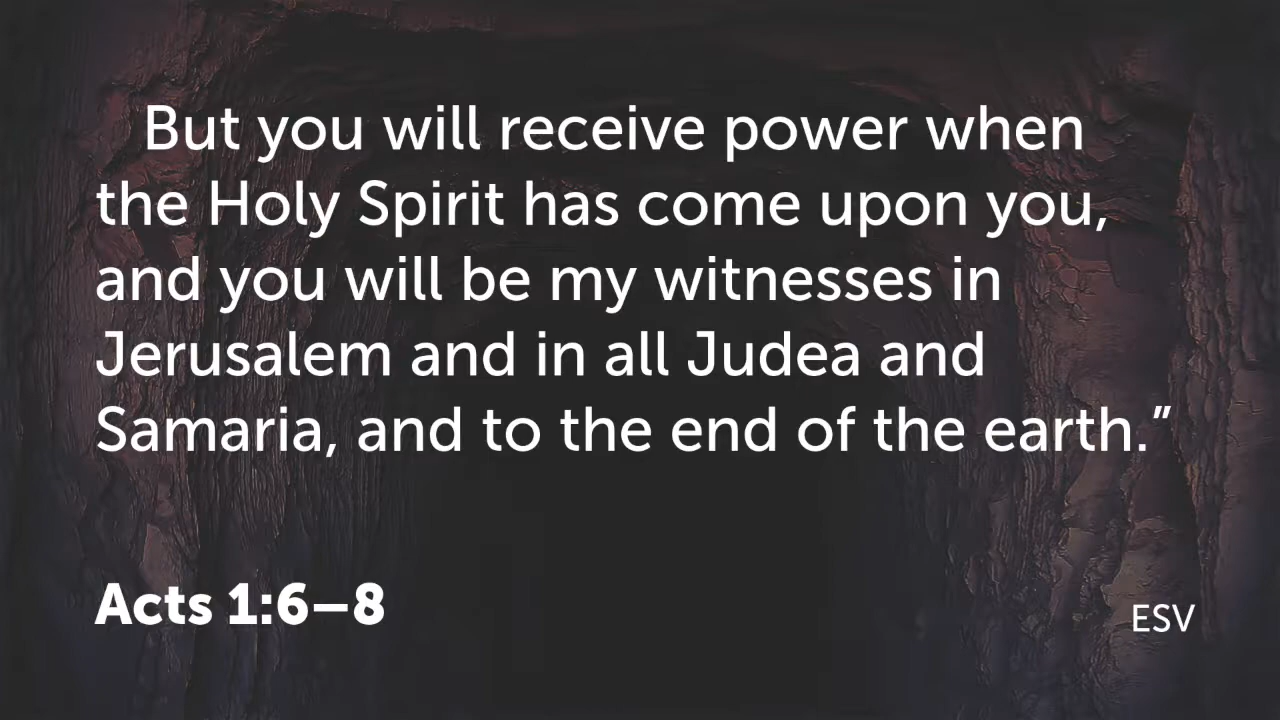 But you will receive power when
the Holy Spirit has come upon you,
and you will be my witnesses in
Jerusalem and in all Judea and
Samaria, and to the end of the earth.”
Acts 1:6–8
ESV